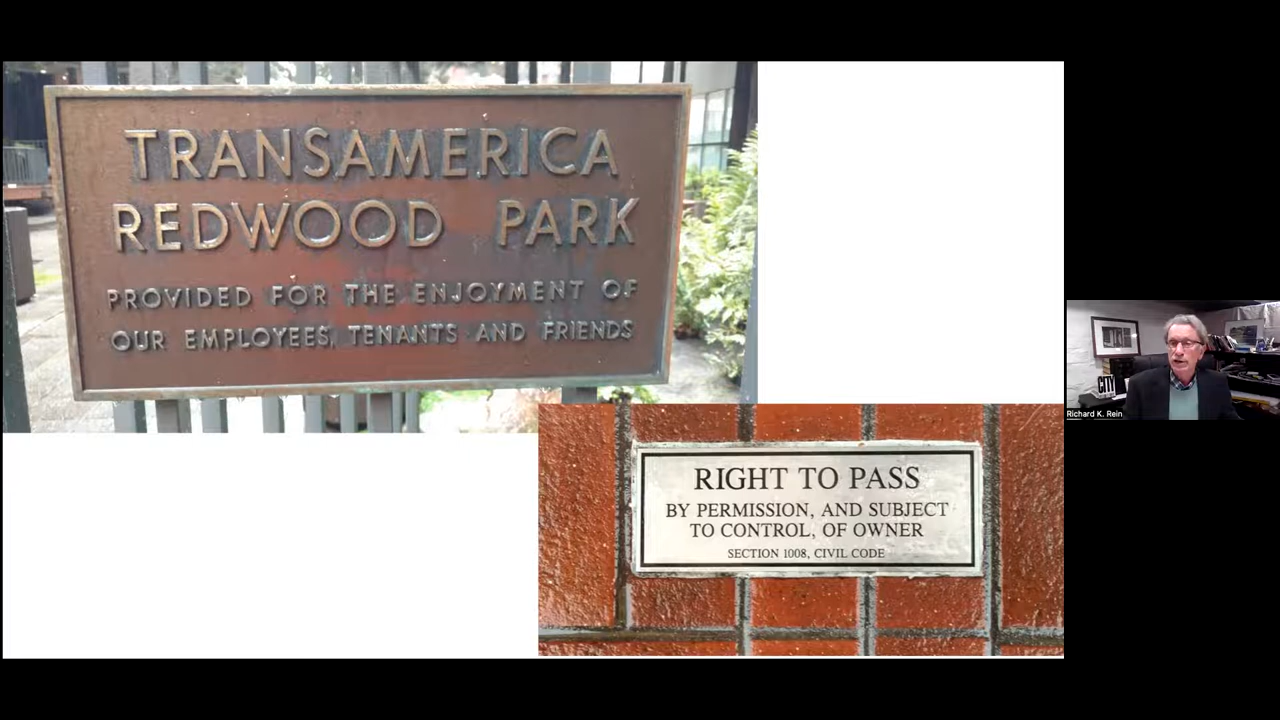 TRANSAMERICA
REDWOOD PARK
PROVIDED FOR THE ENJOYMENT OF
OUR EMPLOYEES, TENANTS AND FRIENDS
RIGHT TO PASS
BY PERMISSION, AND SUBJECT
TO CONTROL, OF OWNER
SECTION 1008, CIVIL CODE
CITY
Richard K. Rein